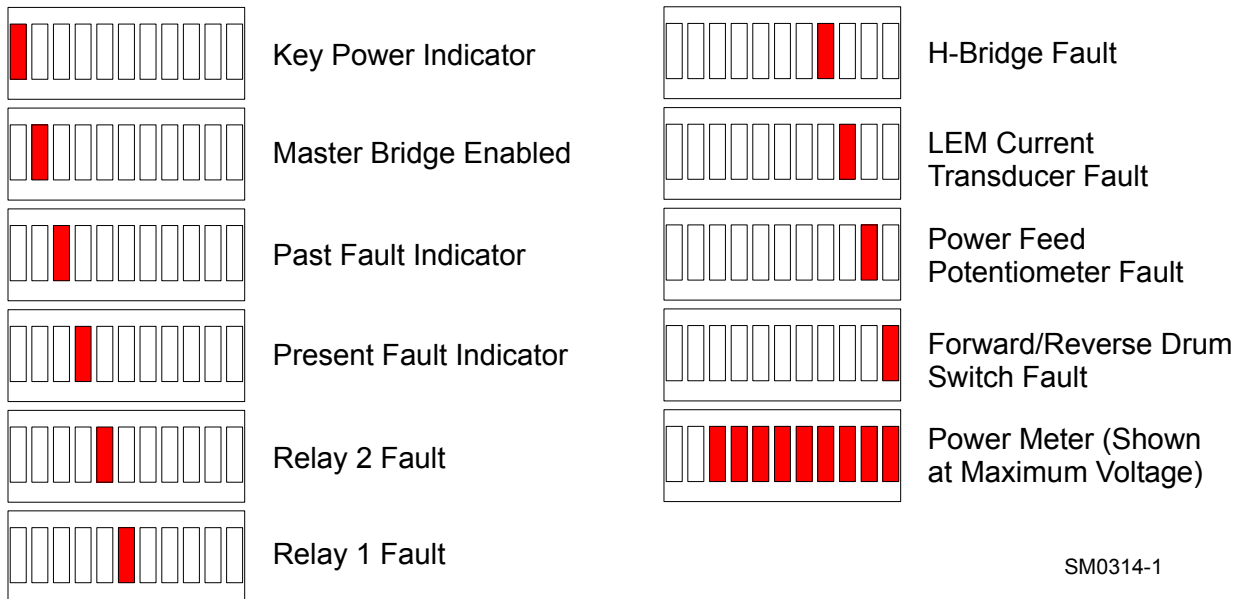 Key Power Indicator
Master Bridge Enabled
Past Fault Indicator
Present Fault Indicator
Relay 2 Fault
Relay 1 Fault
H-Bridge Fault
LEM Current
Transducer Fault
Power Feed
Potentiometer Fault
Forward/Reverse Drum
Switch Fault
Power Meter (Shown
at Maximum Voltage)
SM0314-1